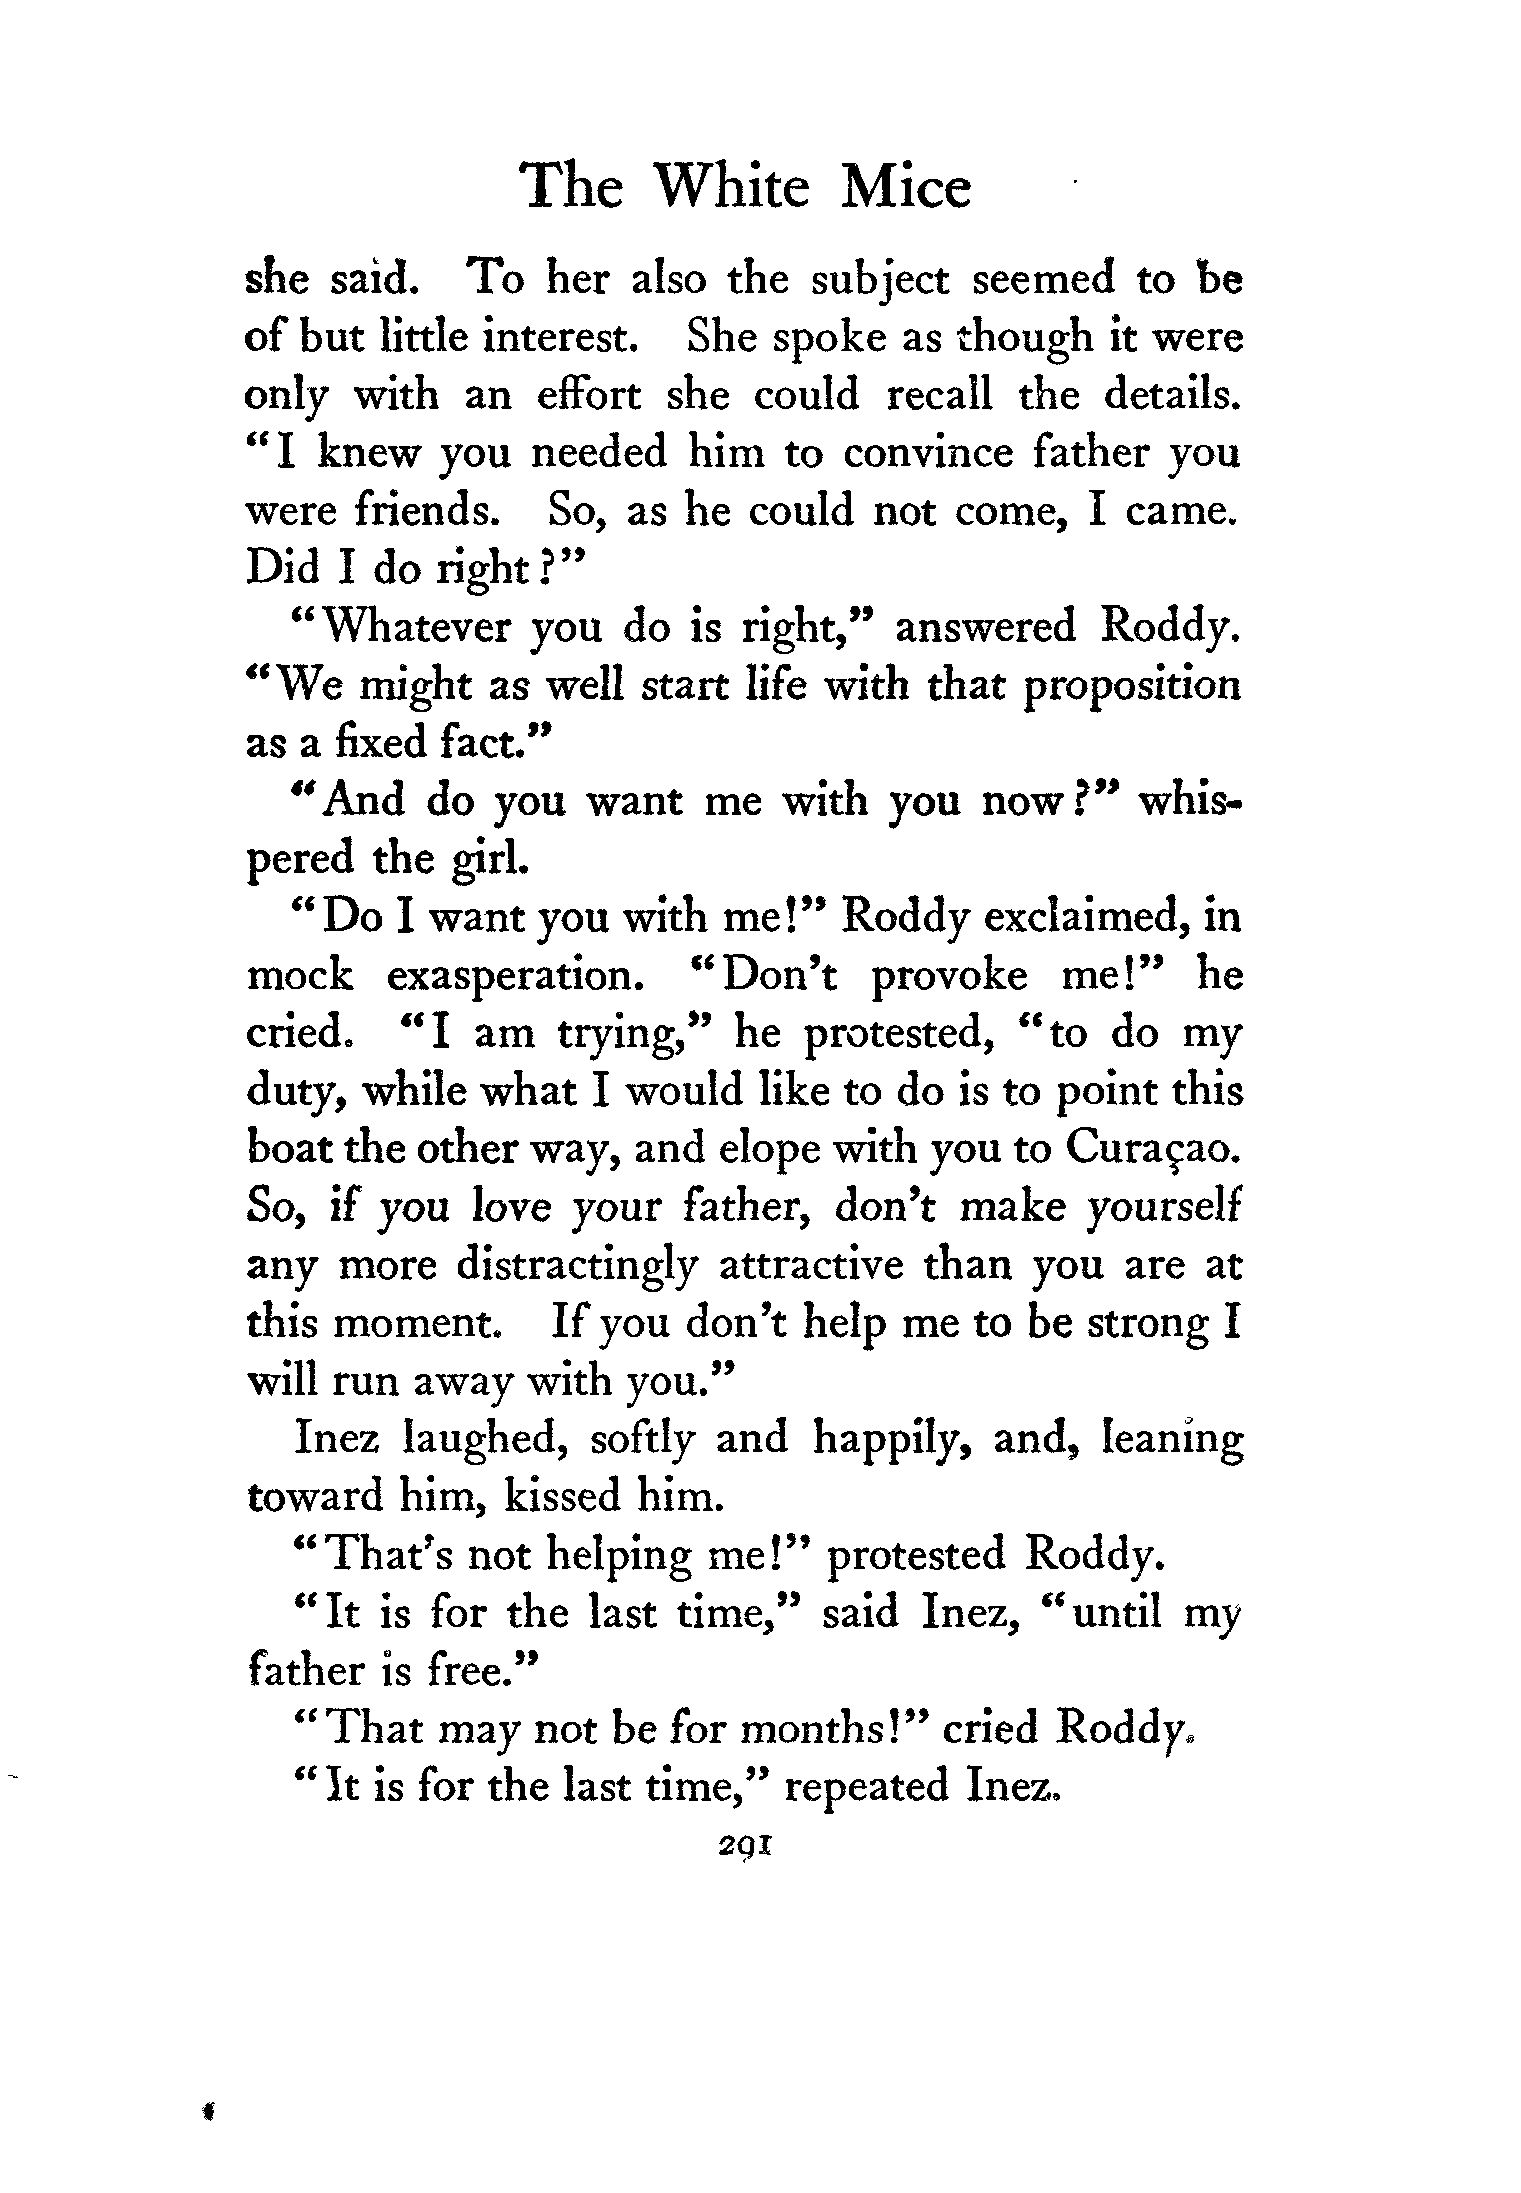 The White Mice
she said. To her also the subject seemed to be
of but little interest. She spoke as though it were
only with an effort she could recall the details.
"I knew you needed him to convince father you
were friends. So, as he could not come, I came.
Did I do right?"
"Whatever you do is right," answered Roddy.
"We might as well start life with that proposition
as a fixed fact."
"And do you want me with you now?" whis-
pered the girl.
"Do I want you with me!" Roddy exclaimed, in
mock exasperation. "Don't provoke me!" he
cried. "I am trying," he protested, "to do my
duty, while what I would like to do is to point this
boat the other way, and elope with you to Curaçao.
So, if you love your father, don't make yourself
any more distractingly attractive than you are at
this moment. If you don't help me to be strong I
will run away with you."
Inez laughed, softly and happily, and, leaning
toward him, kissed him.
"That's not helping me!" protested Roddy.
"It is for the last time," said Inez, "until my
father is free."
"That may not be for months!" cried Roddy.
"It is for the last time," repeated Inez.
291